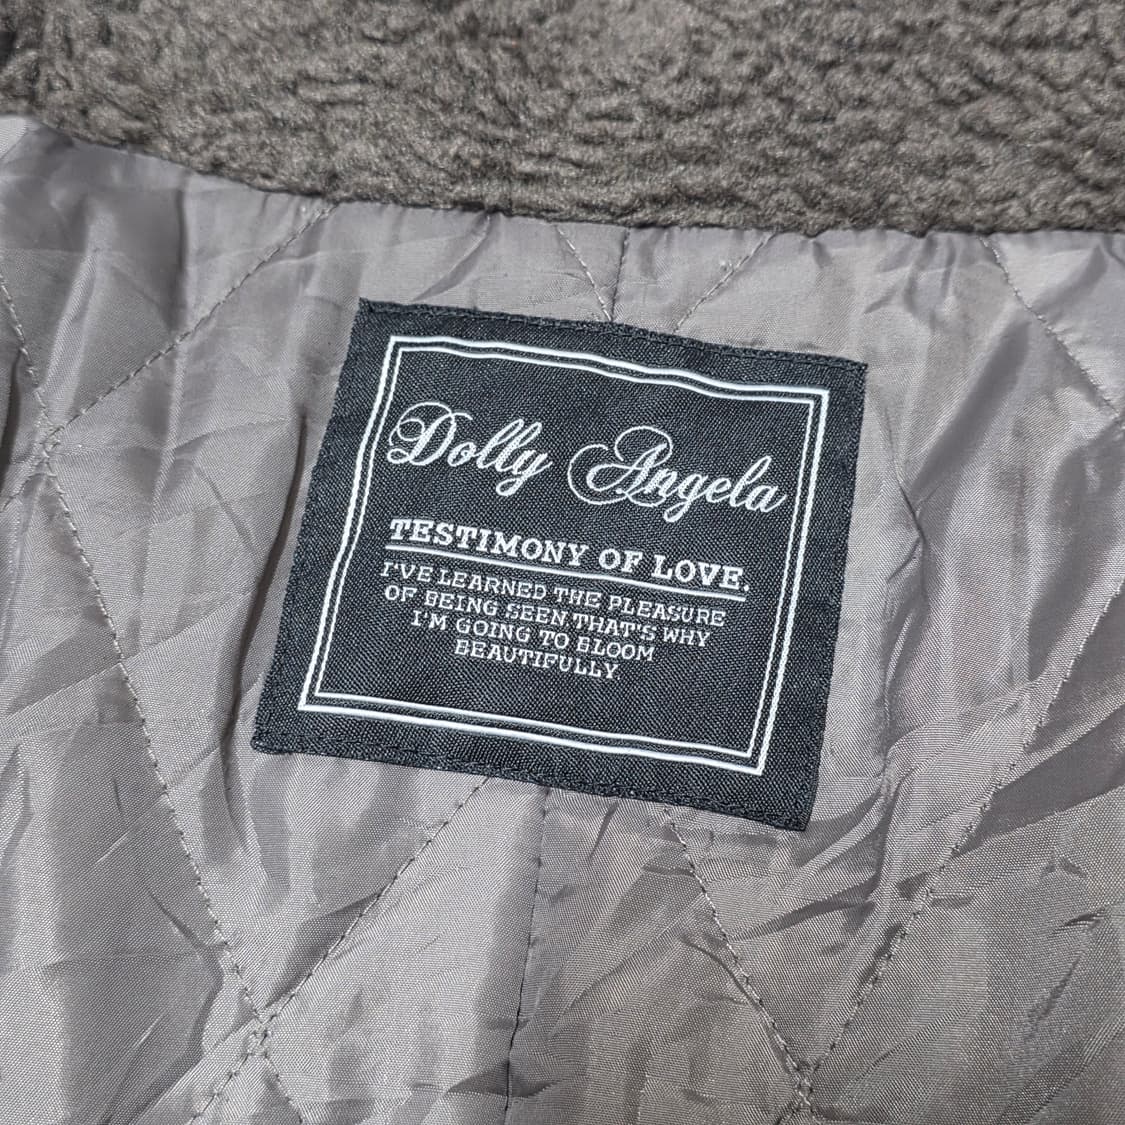 Dolly Angela
TESTIMONY OF LOVE.
I'VE LEARNED THE PLEASURE
OF BEING SEEN THAT'S WHY
I'M GOING TO BLOOM
BEAUTIFULLY.